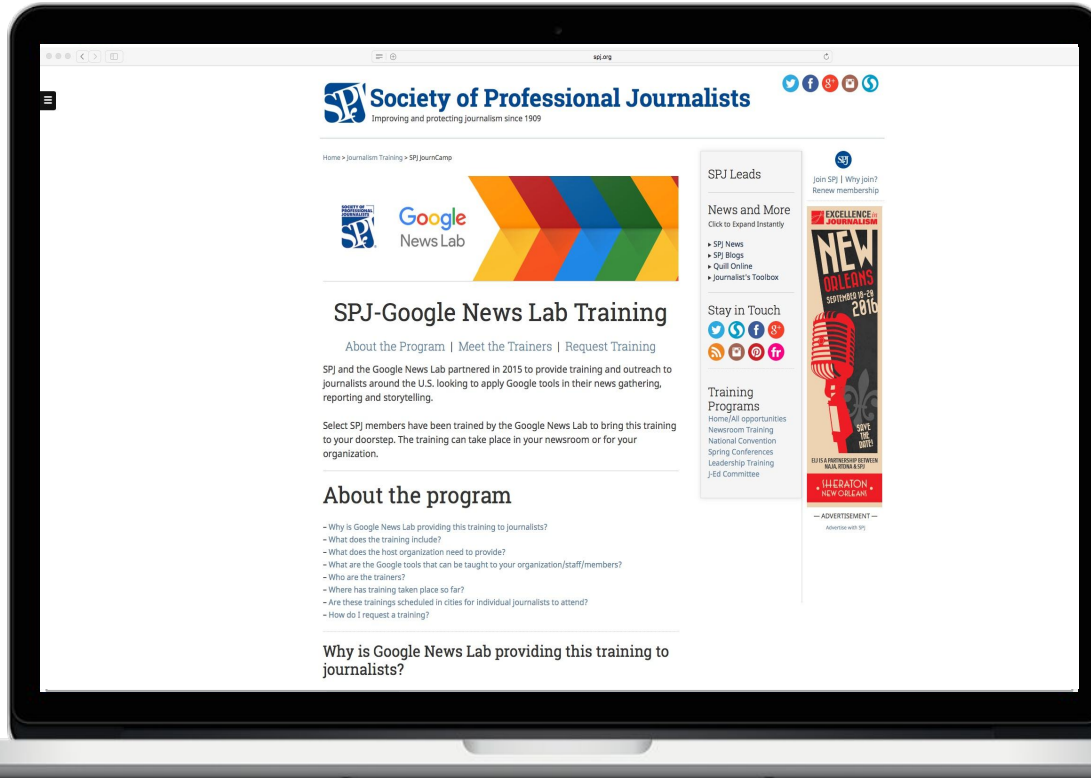 spj.org
SPJ
Society of Professional Journalists
Improving and protecting journalism since 1909
Home > Journalism Training > SPJ JournCamp
SOCIETY OF
PROFESSIONAL
JOURNALISTS
SPJ
Google
News Lab
SPJ-Google News Lab Training
About the Program | Meet the Trainers | Request Training
SPJ and the Google News Lab partnered in 2015 to provide training and outreach to
journalists around the U.S. looking to apply Google tools in their news gathering,
reporting and storytelling.
Select SPJ members have been trained by the Google News Lab to bring this training
to your doorstep. The training can take place in your newsroom or for your
organization.
About the program
– Why is Google News Lab providing this training to journalists?
– What does the training include?
– What does the host organization need to provide?
– What are the Google tools that can be taught to your organization/staff/members?
– Who are the trainers?
– Where has training taken place so far?
– Are these trainings scheduled in cities for individual journalists to attend?
– How do I request a training?
Why is Google News Lab providing this training to
journalists?
SPJ Leads
News and More
Click to Expand Instantly
SPJ News
SPJ Blogs
Quill Online
Journalist's Toolbox
Stay in Touch
Training
Programs
Home/All opportunities
Newsroom Training
National Convention
Spring Conferences
Leadership Training
J-Ed Committee
SPJ
Join SPJ | Why join?
Renew membership
EXCELLENCE in
JOURNALISM
NEW
ORLEANS
SEPTEMBER 18-20
2016
SAVE
THE
DATE!
EIJ IS A PARTNERSHIP BETWEEN
NAJA, RTDNA & SPJ
SHERATON
NEW ORLEANS
— ADVERTISEMENT —
Advertise with SPJ